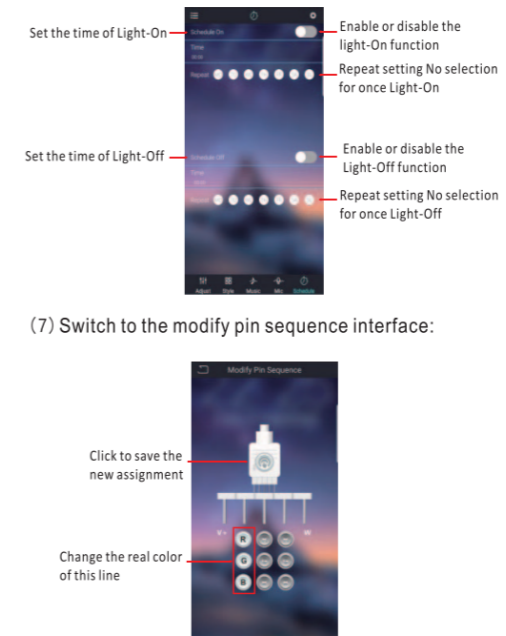 Set the time of Light-On
Schedule On
Enable or disable the
light-On function
Time
Repeat
Repeat setting No selection
for once Light-On
Set the time of Light-Off
Schedule Off
Enable or disable the
Light-Off function
Time
Repeat
Repeat setting No selection
for once Light-Off
Adjust Style Music Mic Schedule
(7) Switch to the modify pin sequence interface:
Modify Pin Sequence
Click to save the
new assignment
V+ W
R
Change the real color
of this line
G
B